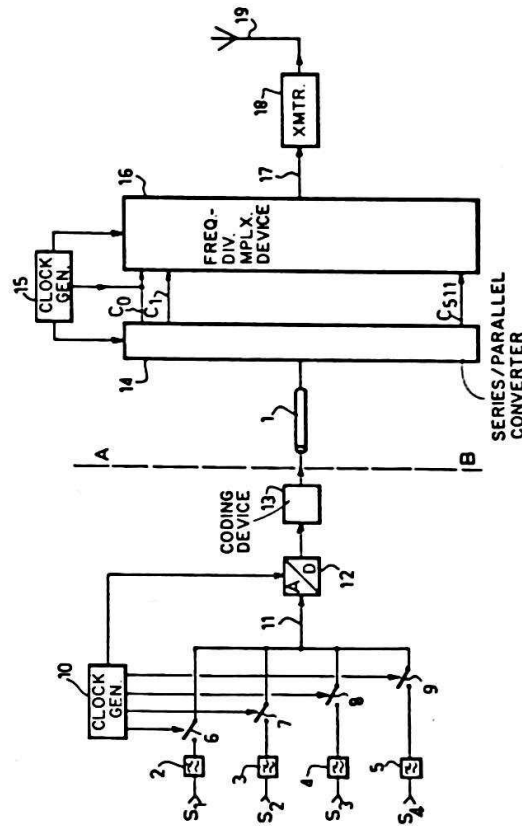 10
CLOCK
GEN.
S1
2
6
S2
3
7
S3
4
8
S4
5
9
11
A
D
12
CODING
DEVICE
13
A
B
1
14
SERIES/PARALLEL
CONVERTER
15
CLOCK
GEN.
C0
C1
C511
16
FREQ.-
DIV.
MPLX.
DEVICE
17
18
XMTR.
19